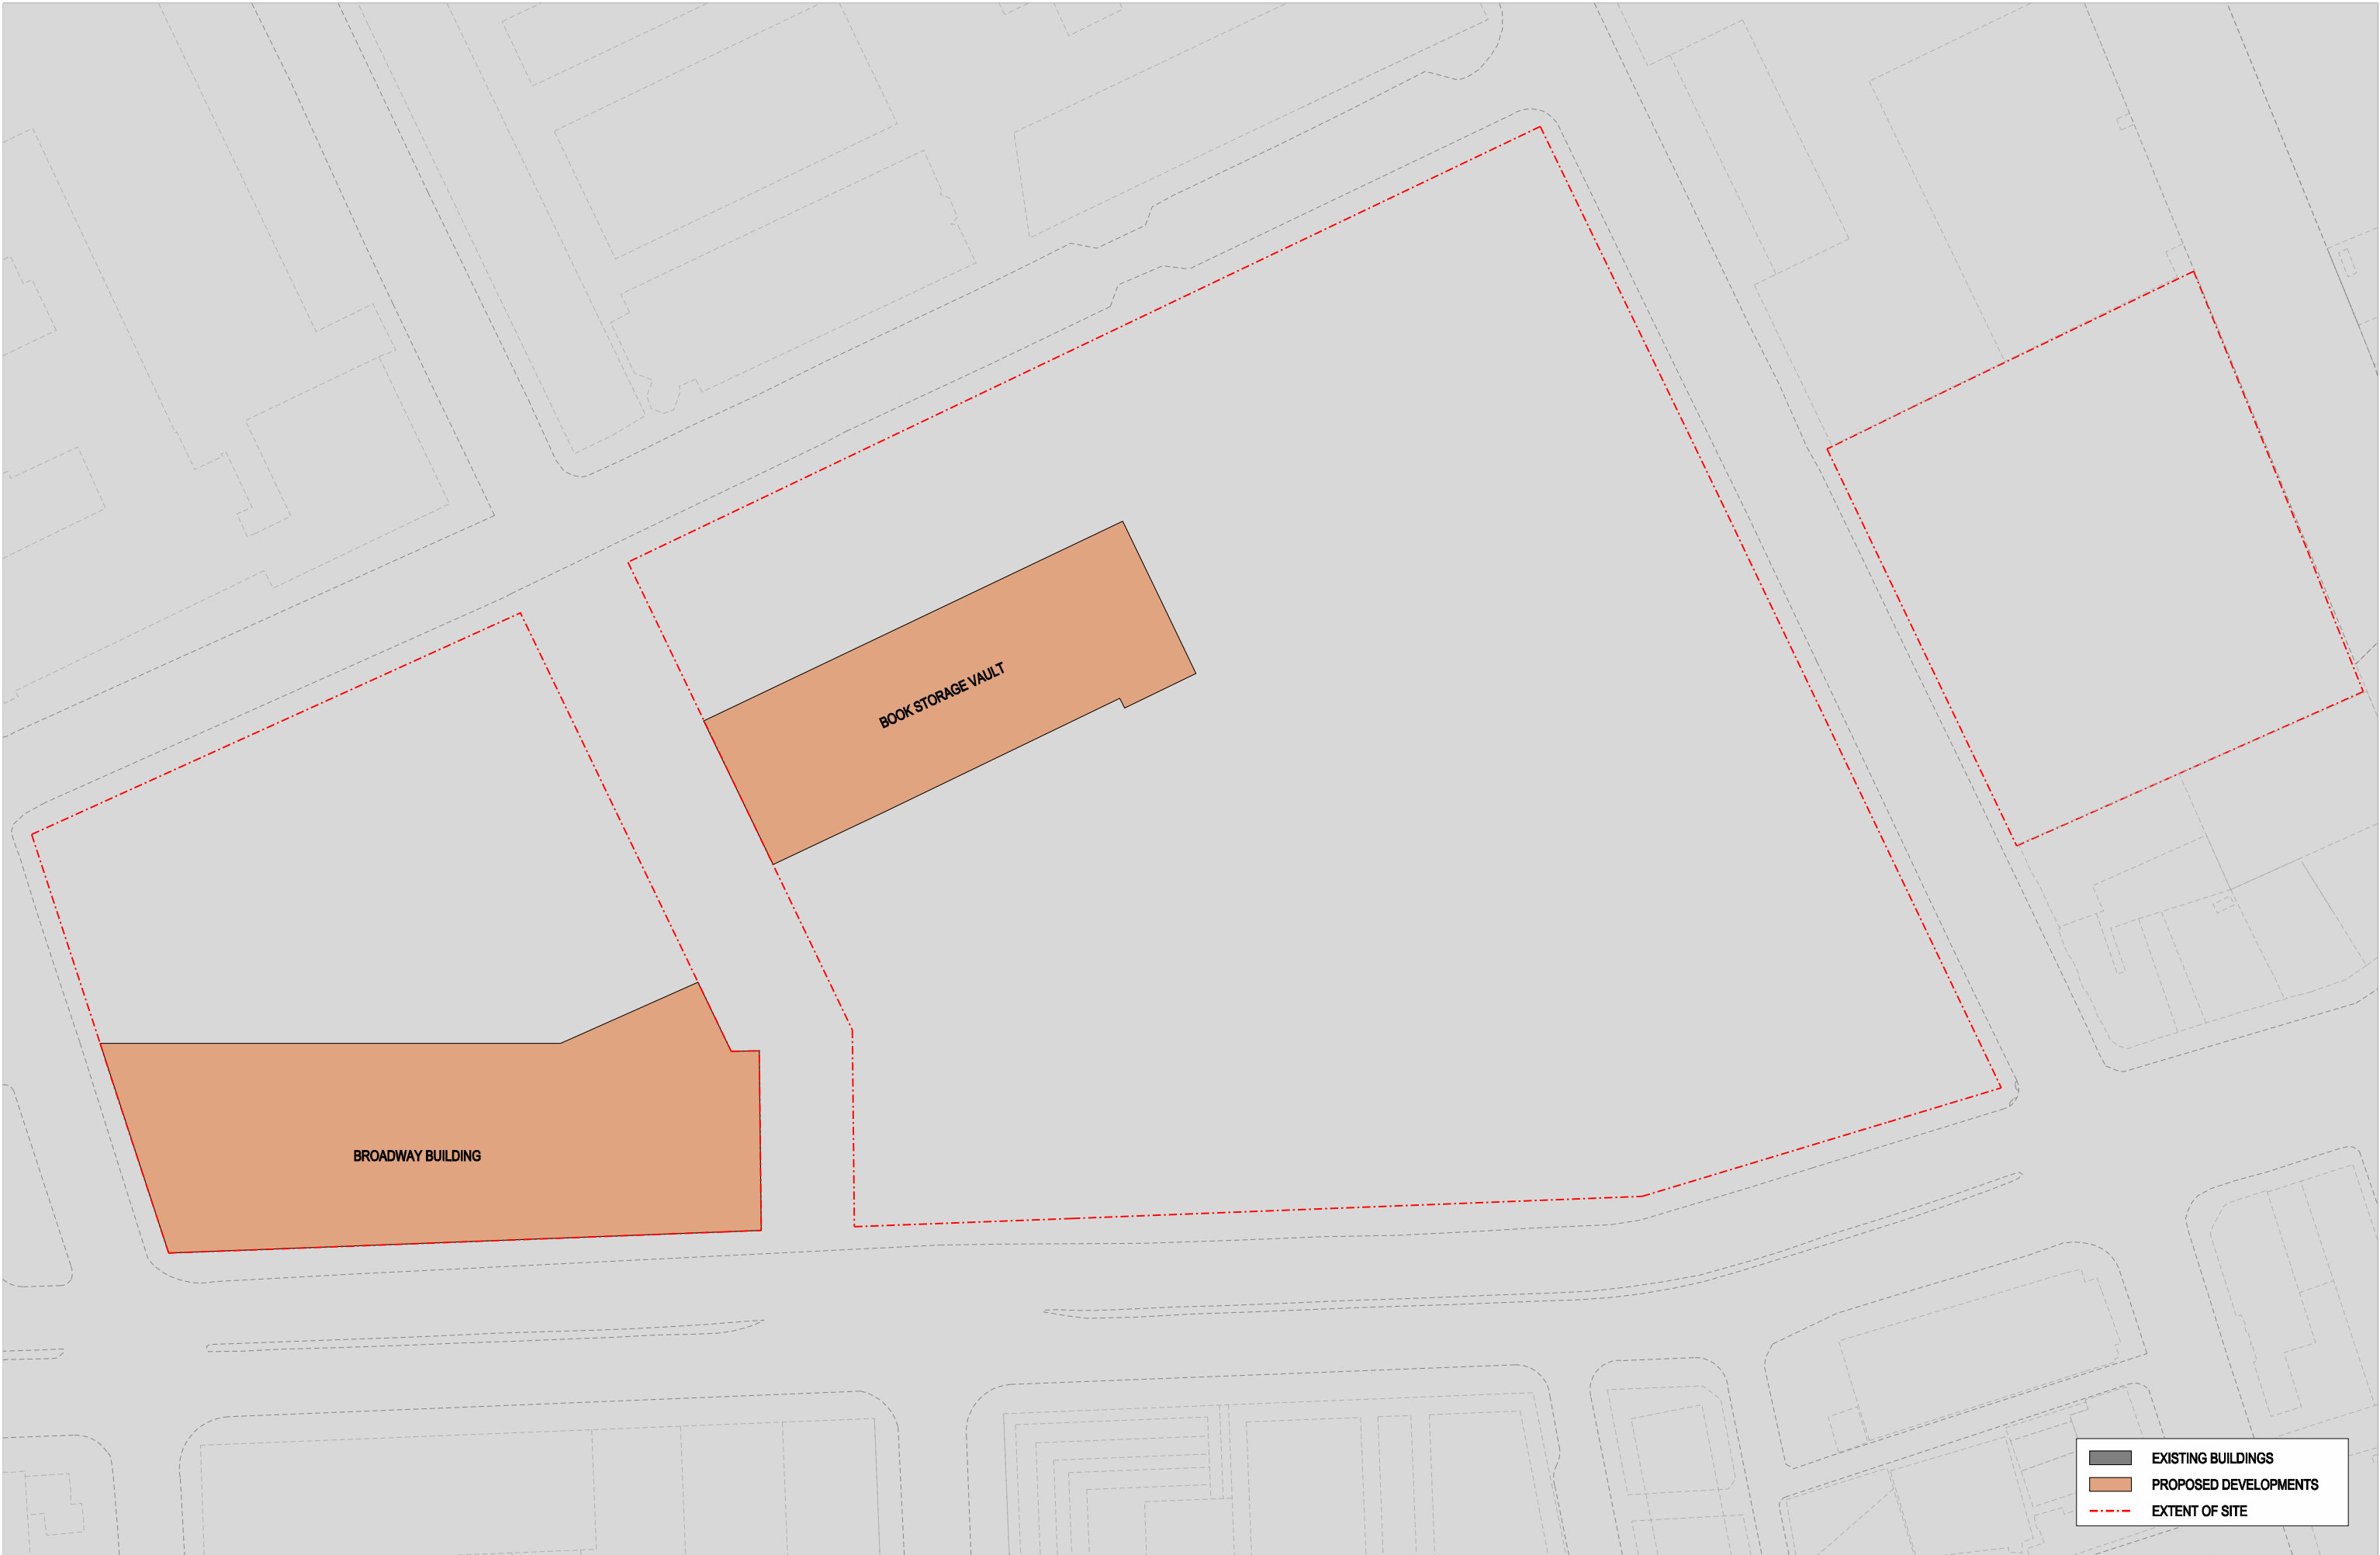 BOOK STORAGE VAULT
BROADWAY BUILDING
EXISTING BUILDINGS
PROPOSED DEVELOPMENTS
EXTENT OF SITE